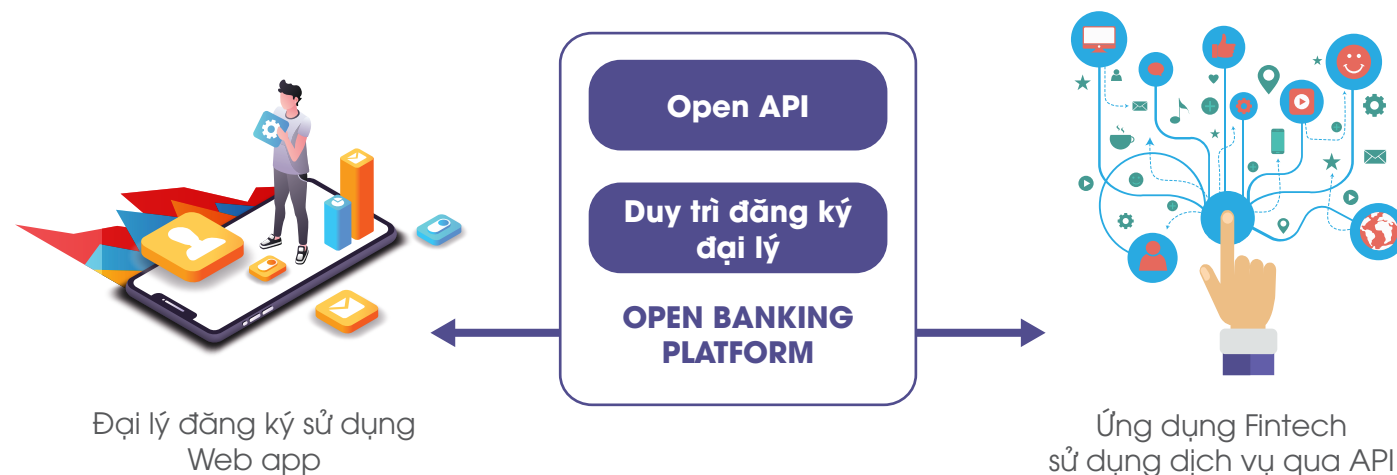 Open API
Duy trì đăng ký
đại lý
OPEN BANKING
PLATFORM
Đại lý đăng ký sử dụng
Web app
Ứng dụng Fintech
sử dụng dịch vụ qua API